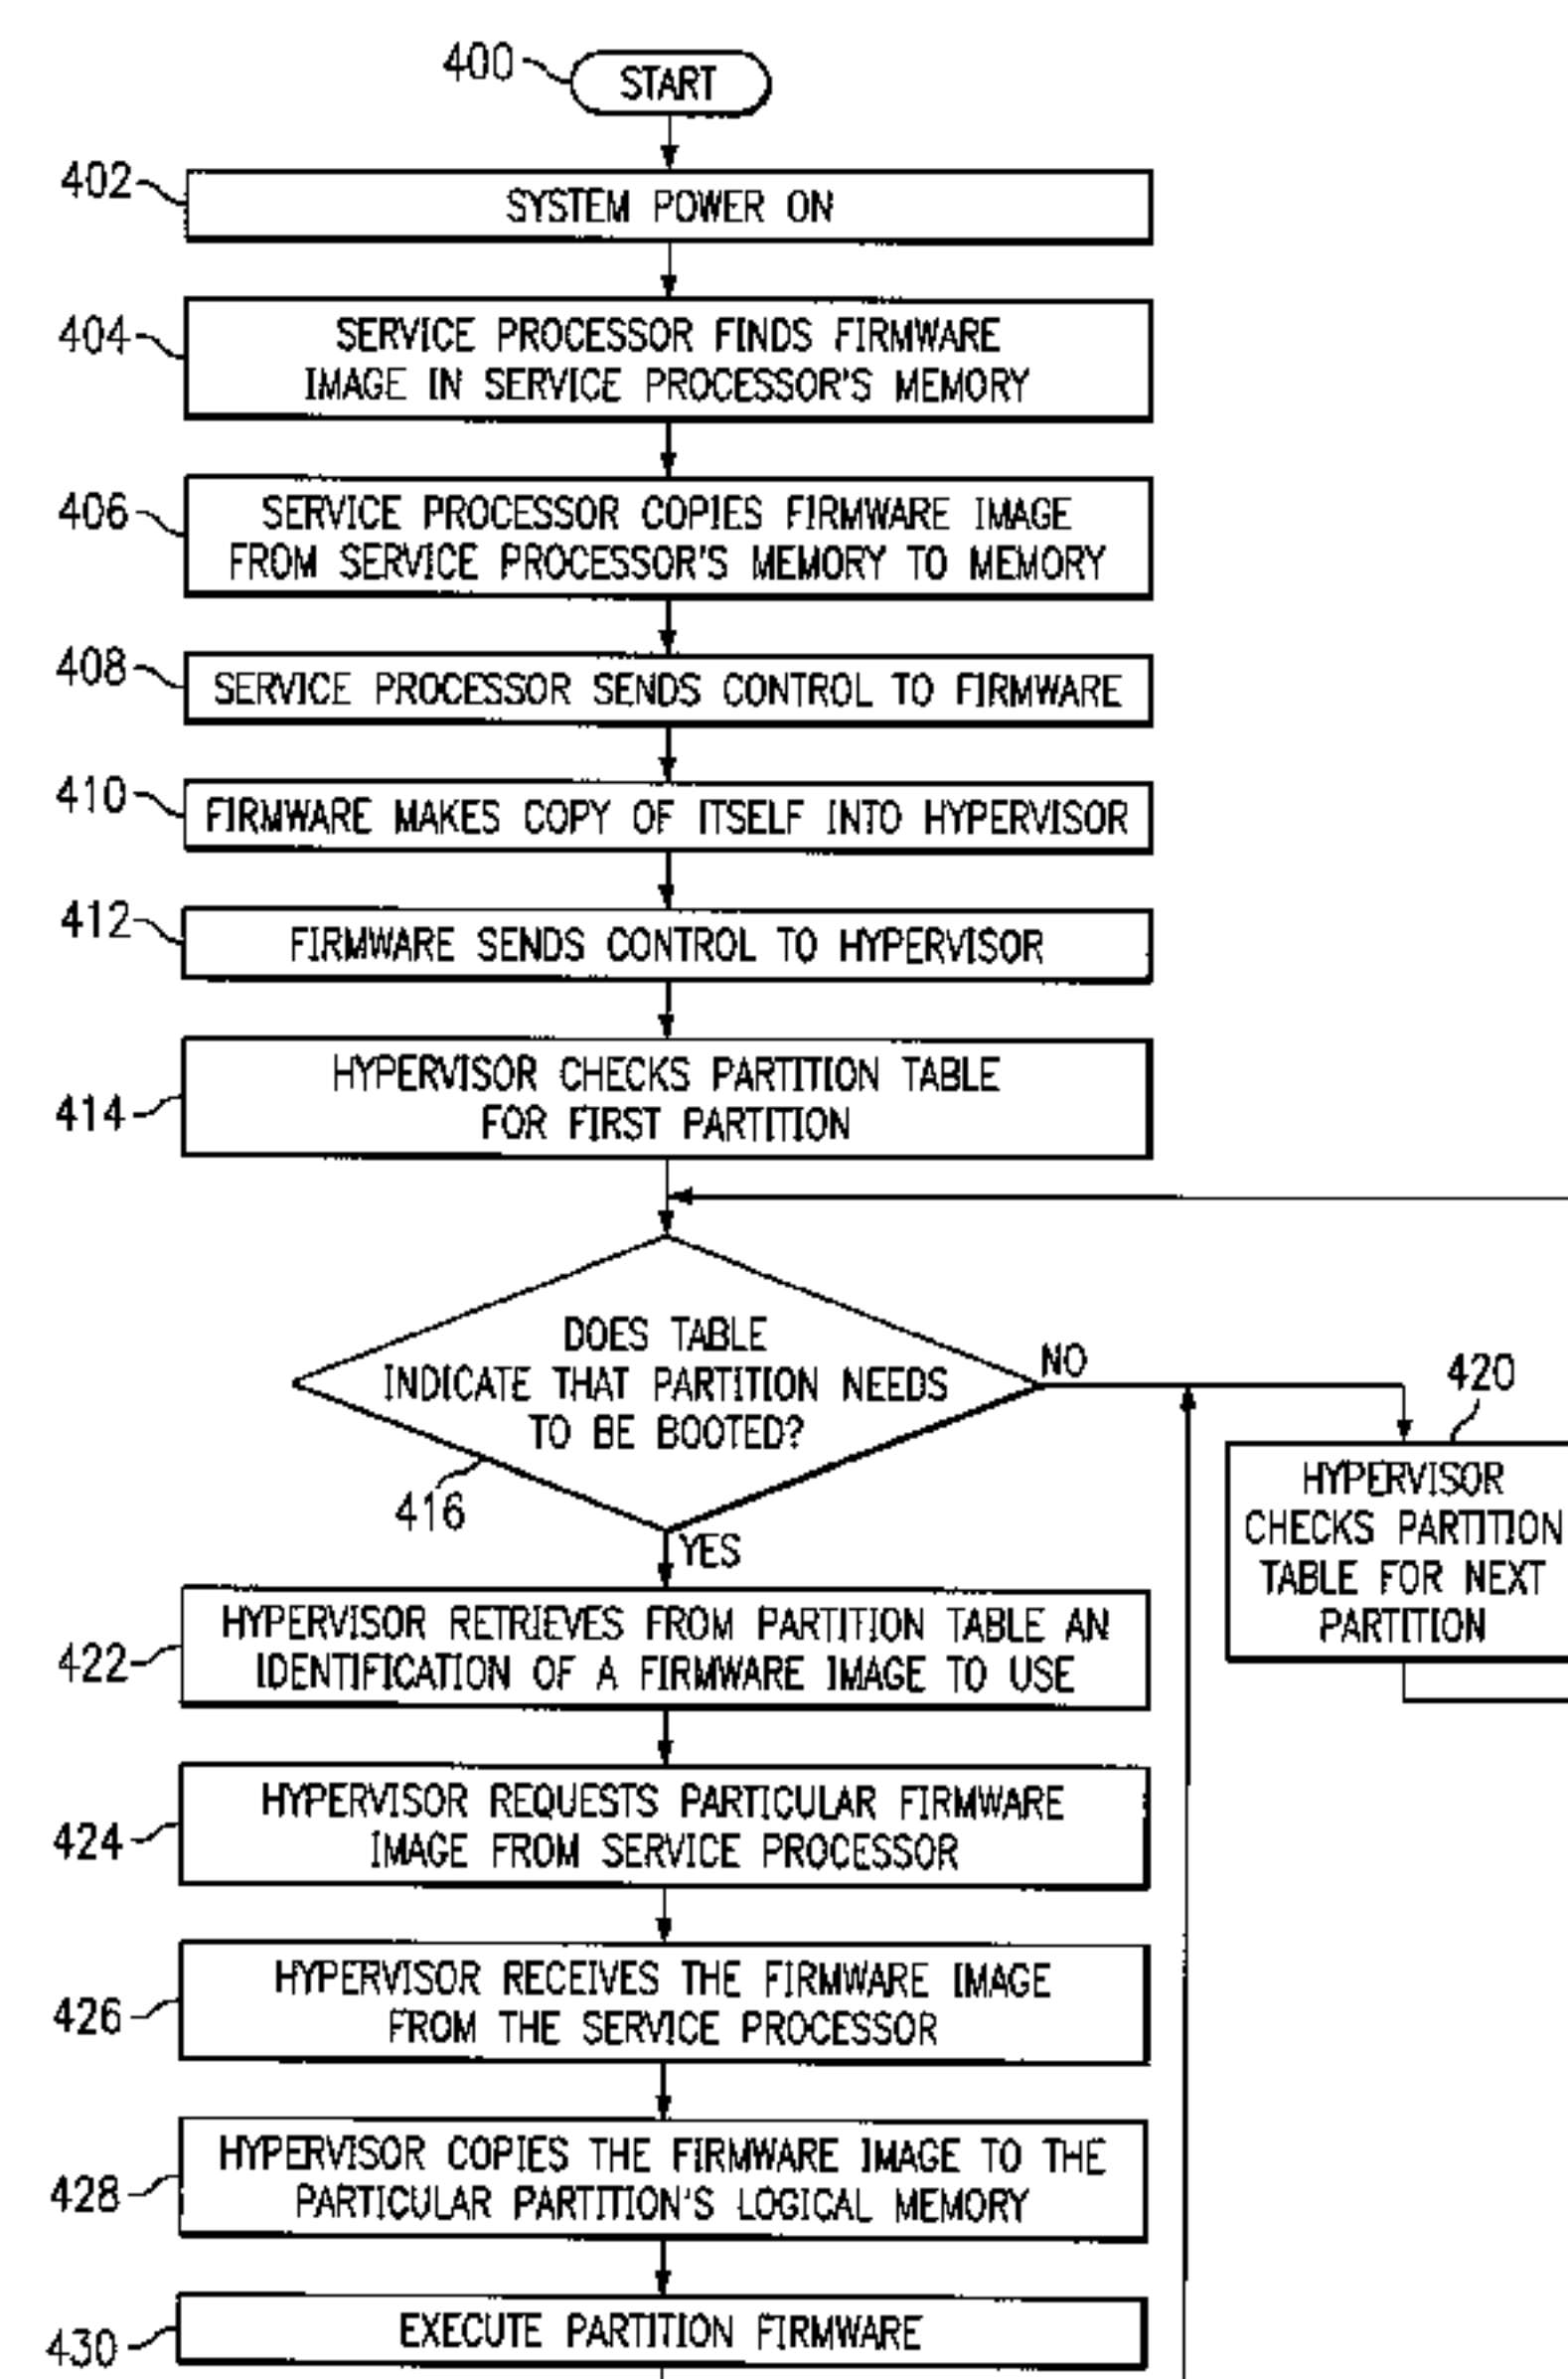 400
START
402
SYSTEM POWER ON
404
SERVICE PROCESSOR FINDS FIRMWARE
IMAGE IN SERVICE PROCESSOR'S MEMORY
406
SERVICE PROCESSOR COPIES FIRMWARE IMAGE
FROM SERVICE PROCESSOR'S MEMORY TO MEMORY
408
SERVICE PROCESSOR SENDS CONTROL TO FIRMWARE
410
FIRMWARE MAKES COPY OF ITSELF INTO HYPERVISOR
412
FIRMWARE SENDS CONTROL TO HYPERVISOR
414
HYPERVISOR CHECKS PARTITION TABLE
FOR FIRST PARTITION
DOES TABLE
INDICATE THAT PARTITION NEEDS
TO BE BOOTED?
416
NO
YES
420
HYPERVISOR
CHECKS PARTITION
TABLE FOR NEXT
PARTITION
422
HYPERVISOR RETRIEVES FROM PARTITION TABLE AN
IDENTIFICATION OF A FIRMWARE IMAGE TO USE
424
HYPERVISOR REQUESTS PARTICULAR FIRMWARE
IMAGE FROM SERVICE PROCESSOR
426
HYPERVISOR RECEIVES THE FIRMWARE IMAGE
FROM THE SERVICE PROCESSOR
428
HYPERVISOR COPIES THE FIRMWARE IMAGE TO THE
PARTICULAR PARTITION'S LOGICAL MEMORY
430
EXECUTE PARTITION FIRMWARE